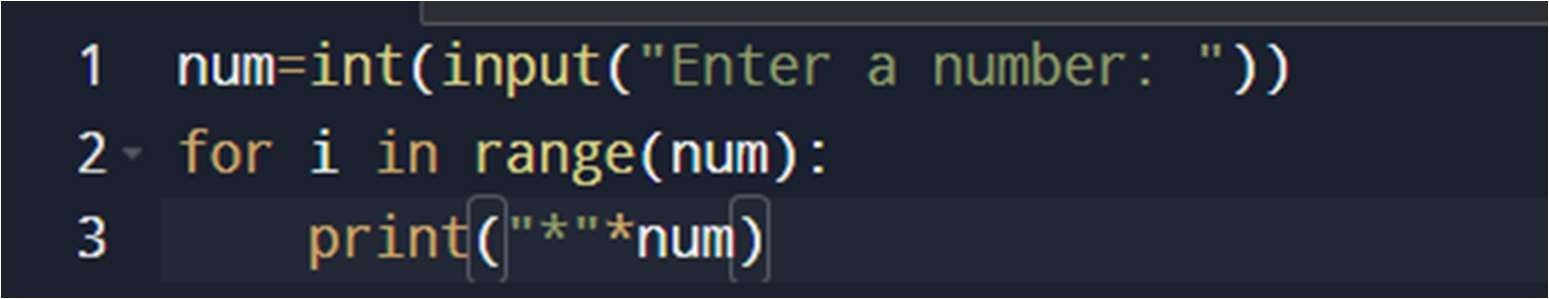 1 num=int(input("Enter a number: "))
2 for i in range(num):
3     print("*"*num)